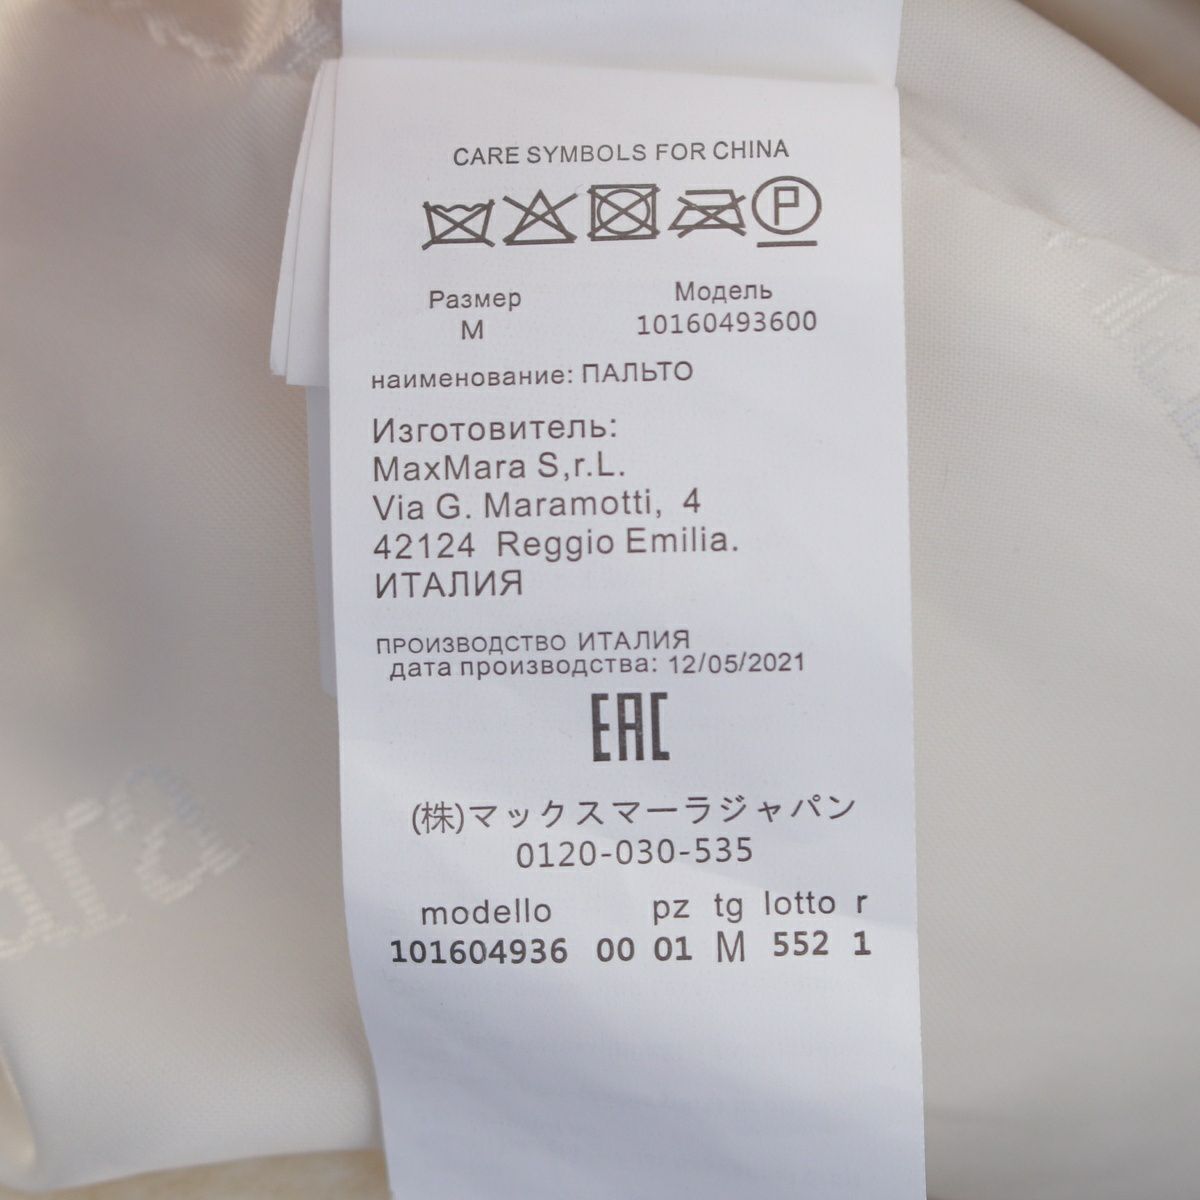 CARE SYMBOLS FOR CHINA
P
Размер Модель
M 10160493600
наименование: ПАЛЬТО
Изготовитель:
MaxMara S,r.L.
Via G. Maramotti, 4
42124 Reggio Emilia.
ИТАЛИЯ
ПРОИЗВОДСТВО ИТАЛИЯ
дата производства: 12/05/2021
EAC
(株)マックスマーラジャパン
0120-030-535
modello pz tg lotto r
101604936 00 01 M 552 1